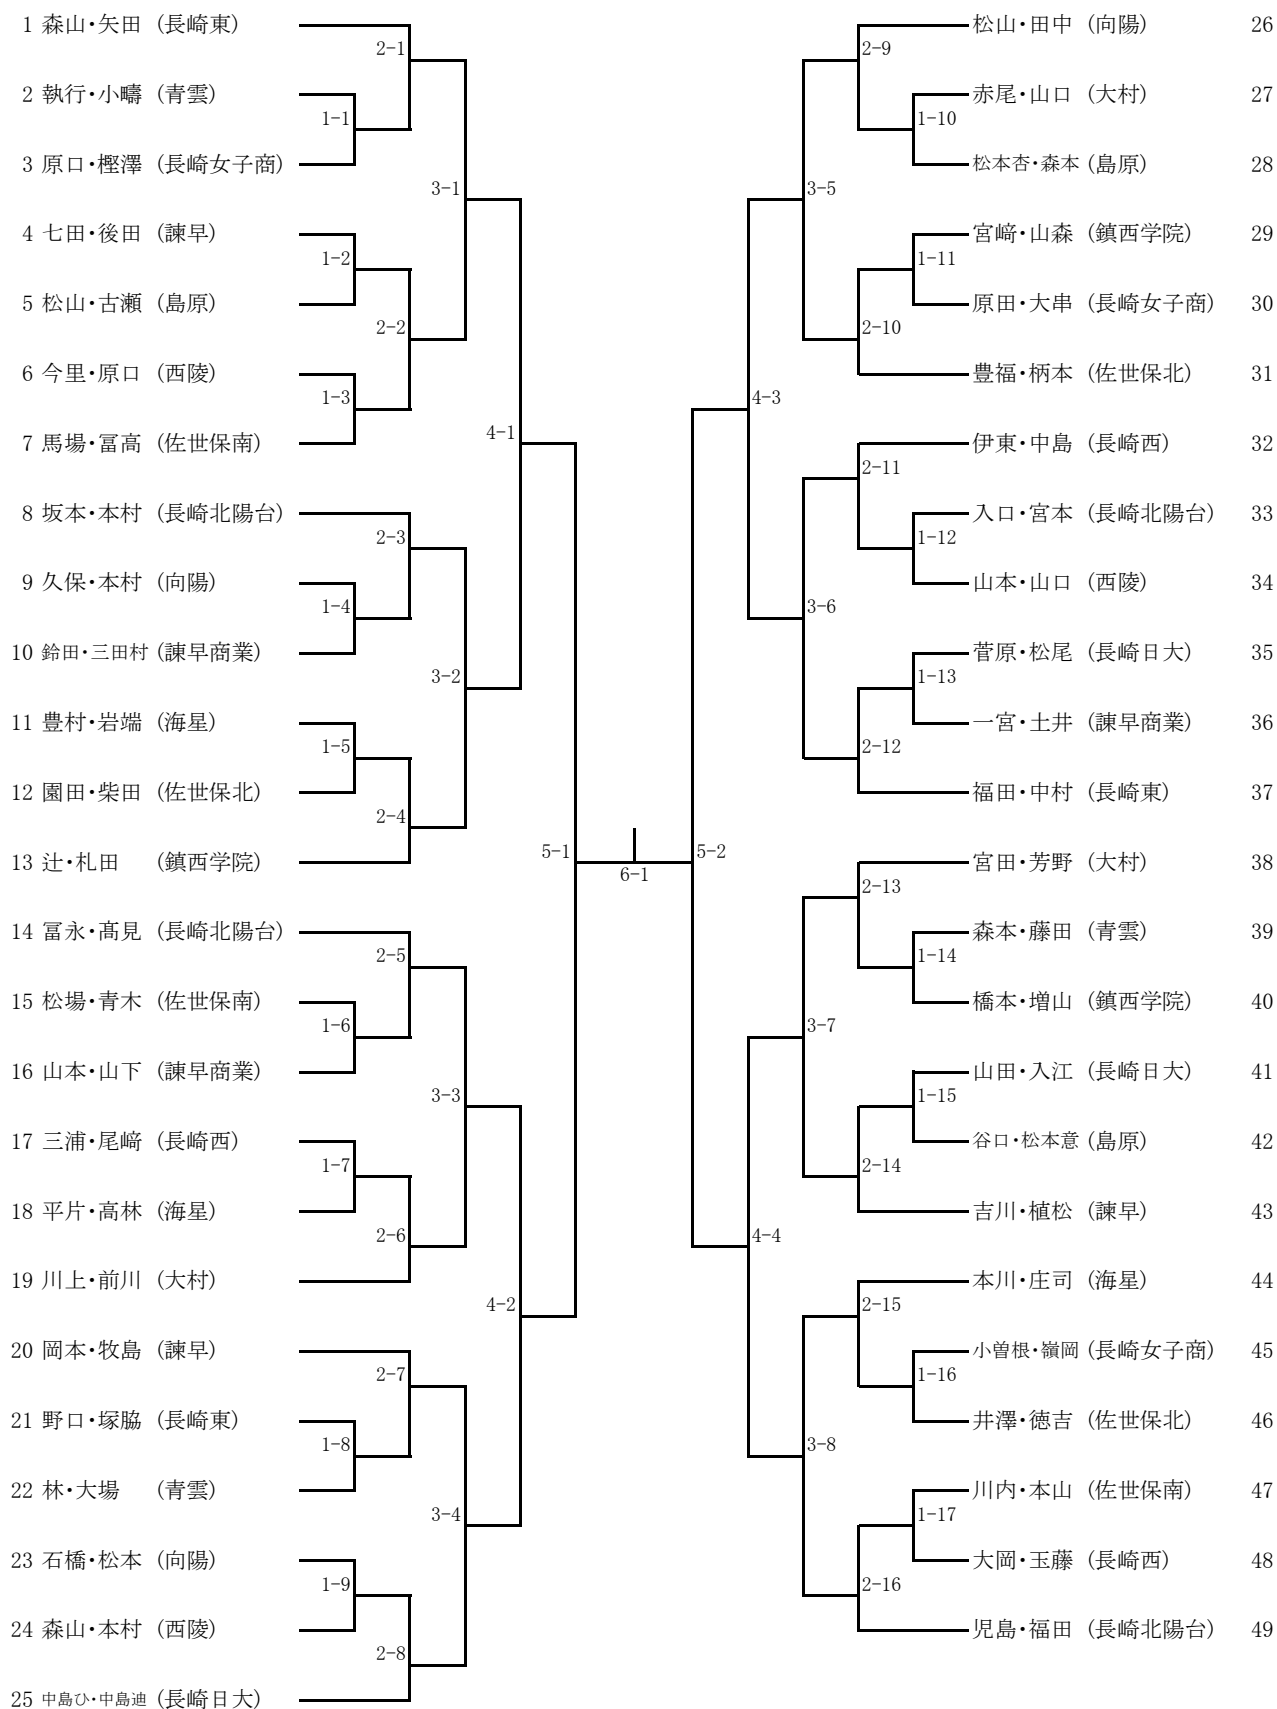 1 森山・矢田 (長崎東)
2-1
2 執行・小疇 (青雲)
1-1
3 原口・樫澤 (長崎女子商)
3-1
4 七田・後田 (諫早)
1-2
5 松山・古瀬 (島原)
2-2
6 今里・原口 (西陵)
1-3
7 馬場・冨高 (佐世保南)
4-1
8 坂本・本村 (長崎北陽台)
2-3
9 久保・本村 (向陽)
1-4
10 鈴田・三田村 (諫早商業)
3-2
11 豊村・岩端 (海星)
1-5
12 園田・柴田 (佐世保北)
2-4
13 辻・札田 (鎮西学院)
5-1
6-1
14 冨永・髙見 (長崎北陽台)
2-5
15 松場・青木 (佐世保南)
1-6
16 山本・山下 (諫早商業)
3-3
17 三浦・尾﨑 (長崎西)
1-7
18 平片・高林 (海星)
2-6
19 川上・前川 (大村)
4-2
20 岡本・牧島 (諫早)
2-7
21 野口・塚脇 (長崎東)
1-8
22 林・大場 (青雲)
3-4
23 石橋・松本 (向陽)
1-9
24 森山・本村 (西陵)
2-8
25 中島ひ・中島迪 (長崎日大)
松山・田中 (向陽) 26
2-9
赤尾・山口 (大村) 27
1-10
松本杏・森本 (島原) 28
3-5
宮﨑・山森 (鎮西学院) 29
1-11
原田・大串 (長崎女子商) 30
2-10
豊福・柄本 (佐世保北) 31
4-3
伊東・中島 (長崎西) 32
2-11
入口・宮本 (長崎北陽台) 33
1-12
山本・山口 (西陵) 34
3-6
菅原・松尾 (長崎日大) 35
1-13
一宮・土井 (諫早商業) 36
2-12
福田・中村 (長崎東) 37
5-2
宮田・芳野 (大村) 38
2-13
森本・藤田 (青雲) 39
1-14
橋本・増山 (鎮西学院) 40
3-7
山田・入江 (長崎日大) 41
1-15
谷口・松本意 (島原) 42
2-14
吉川・植松 (諫早) 43
4-4
本川・庄司 (海星) 44
2-15
小曽根・嶺岡 (長崎女子商) 45
1-16
井澤・徳吉 (佐世保北) 46
3-8
川内・本山 (佐世保南) 47
1-17
大岡・玉藤 (長崎西) 48
2-16
児島・福田 (長崎北陽台) 49